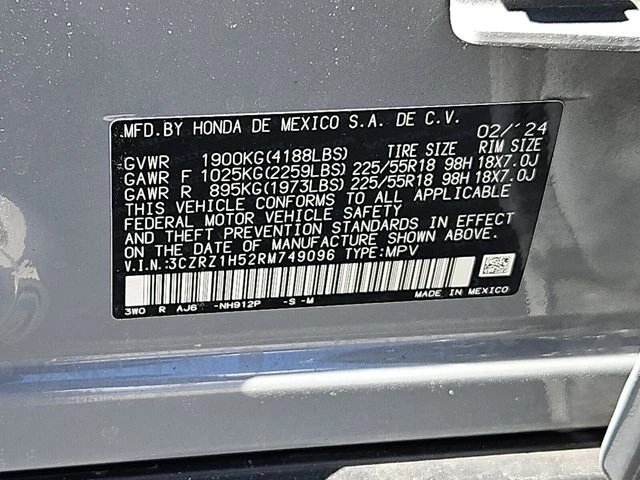 MFD.BY HONDA DE MEXICO S.A. DE C.V. 02/'24
TIRE SIZE RIM SIZE
GVWR 1900KG(4188LBS)
GAWR F 1025KG(2259LBS) 225/55R18 98H 18X7.0J
GAWR R 895KG(1973LBS) 225/55R18 98H 18X7.0J
THIS VEHICLE CONFORMS TO ALL APPLICABLE
FEDERAL MOTOR VEHICLE SAFETY
AND THEFT PREVENTION STANDARDS IN EFFECT
ON THE DATE OF MANUFACTURE SHOWN ABOVE.
V.I.N.:3CZRZ1H52RM749096 TYPE:MPV
3W0 R AJ6 -NH912P -S-M MADE IN MEXICO